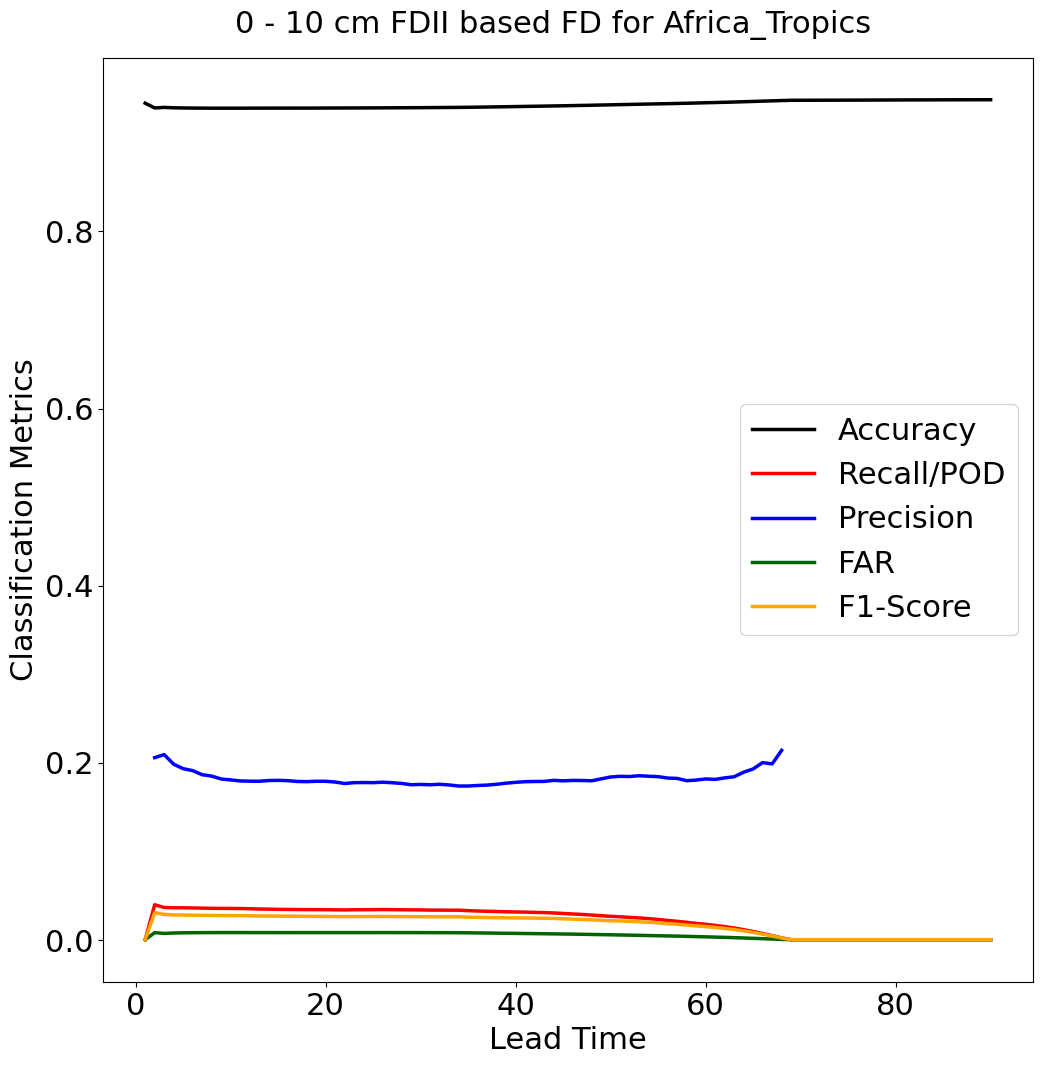 0 - 10 cm FDII based FD for Africa_Tropics
Classification Metrics
0.8
0.6
0.4
0.2
0.0
Accuracy
Recall/POD
Precision
FAR
F1-Score
0 20 40 60 80
Lead Time